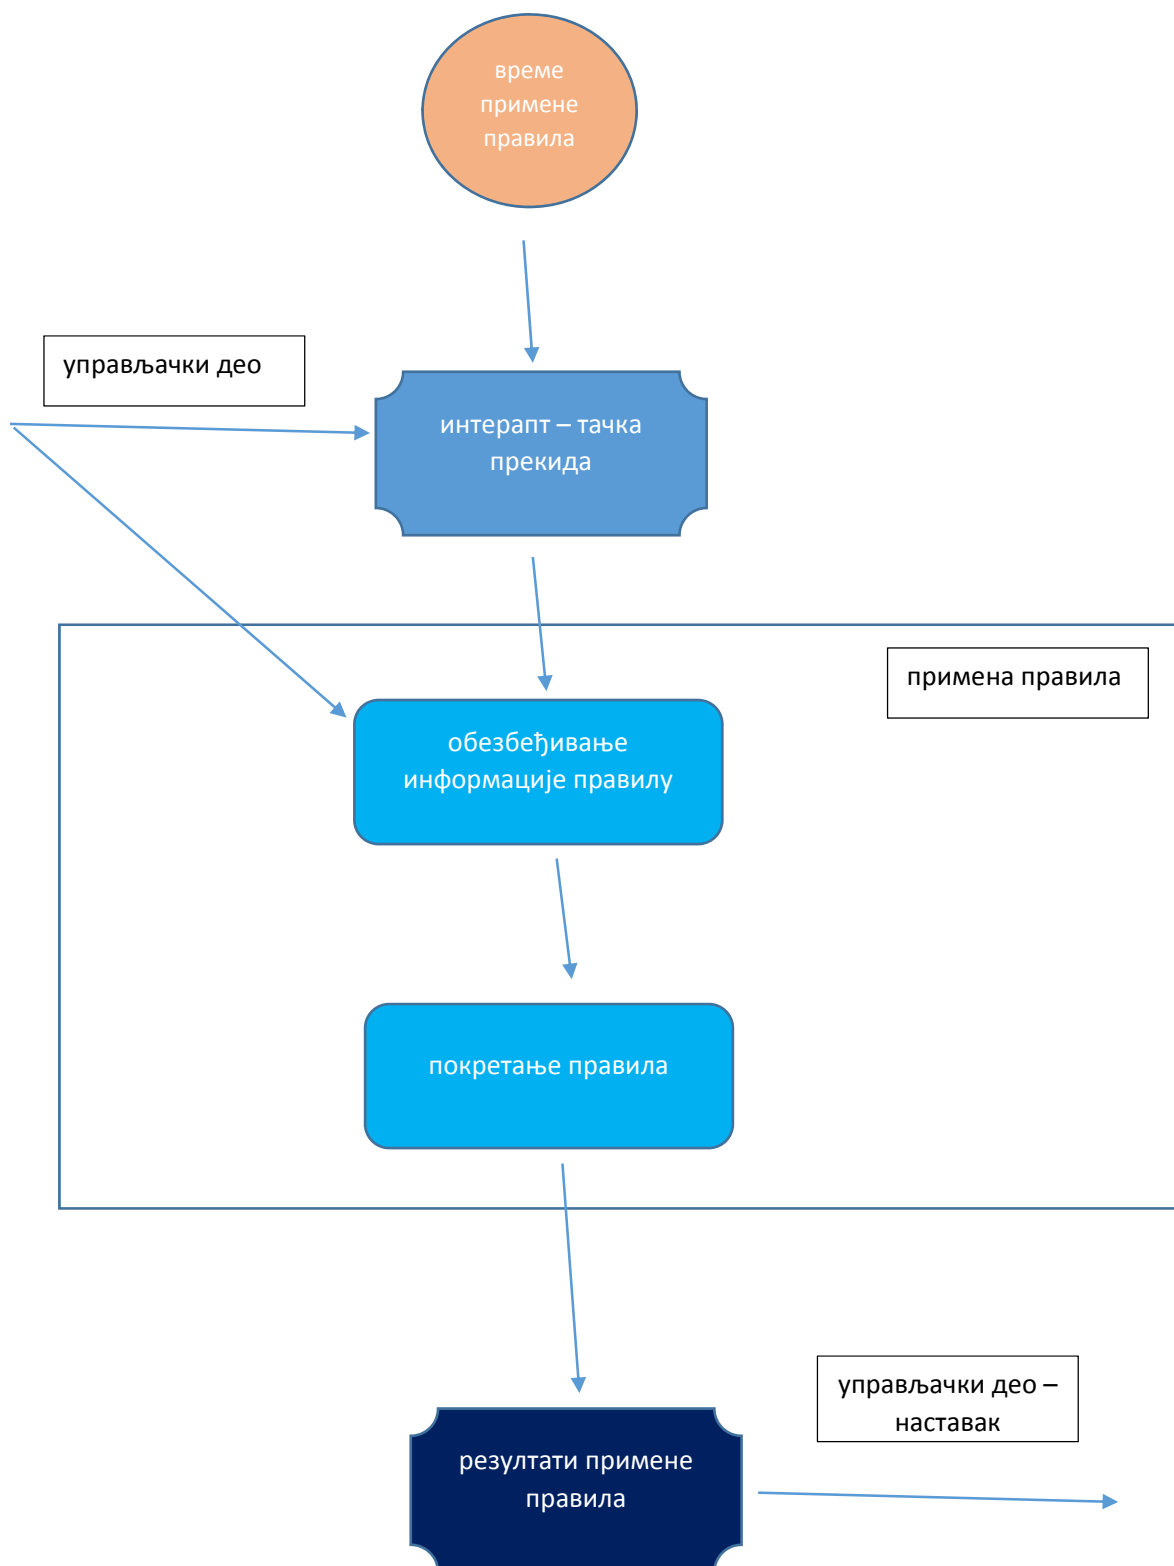 време
примене
правила
управљачки део
интерапт – тачка
прекида
примена правила
обезбеђивање
информације правилу
покретање правила
управљачки део –
наставак
резултати примене
правила